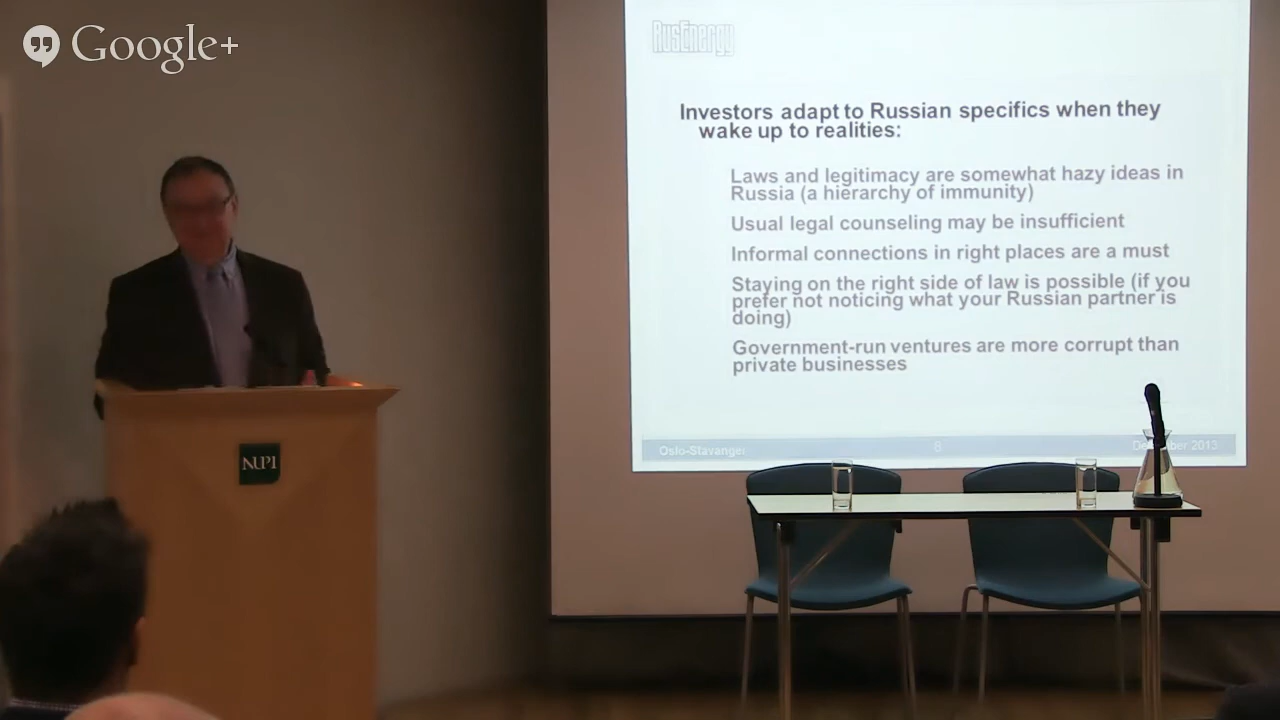 Google+
RusEnergy
Investors adapt to Russian specifics when they
wake up to realities:
Laws and legitimacy are somewhat hazy ideas in
Russia (a hierarchy of immunity)
Usual legal counseling may be insufficient
Informal connections in right places are a must
Staying on the right side of law is possible (if you
prefer not noticing what your Russian partner is
doing)
Government-run ventures are more corrupt than
private businesses
Oslo-Stavanger 8 December 2013
NUPI